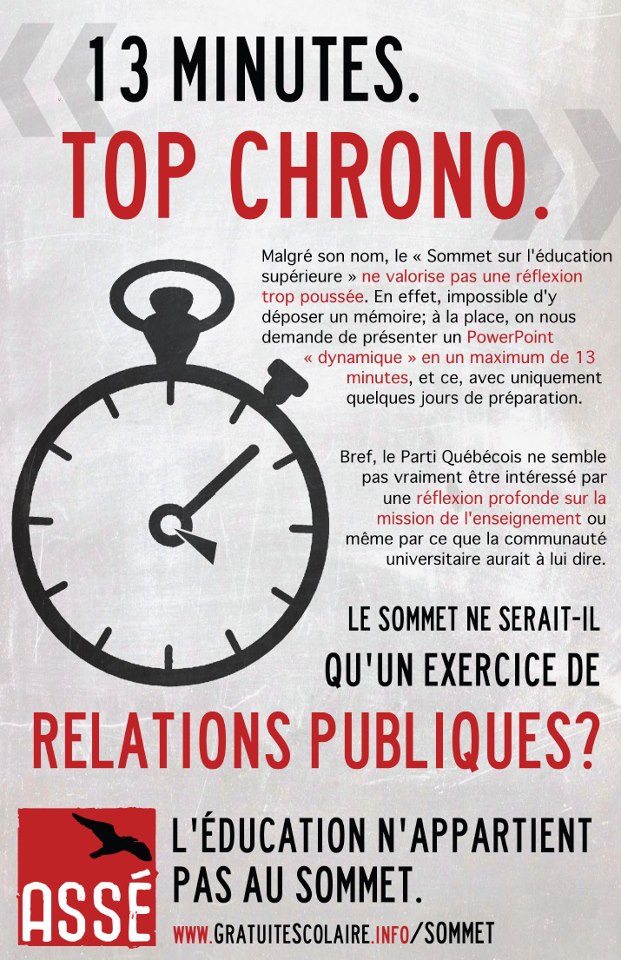 13 MINUTES.
TOP CHRONO.
Malgré son nom, le « Sommet sur l'éducation
supérieure » ne valorise pas une réflexion
trop poussée. En effet, impossible d'y
déposer un mémoire; à la place, on nous
demande de présenter un PowerPoint
« dynamique » en un maximum de 13
minutes, et ce, avec uniquement
quelques jours de préparation.
Bref, le Parti Québécois ne semble
pas vraiment être intéressé par
une réflexion profonde sur la
mission de l'enseignement ou
même par ce que la communauté
universitaire aurait à lui dire.
LE SOMMET NE SERAIT-IL
QU'UN EXERCICE DE
RELATIONS PUBLIQUES?
ASSÉ
L'ÉDUCATION N'APPARTIENT
PAS AU SOMMET.
WWW.GRATUITESCOLAIRE.INFO/SOMMET